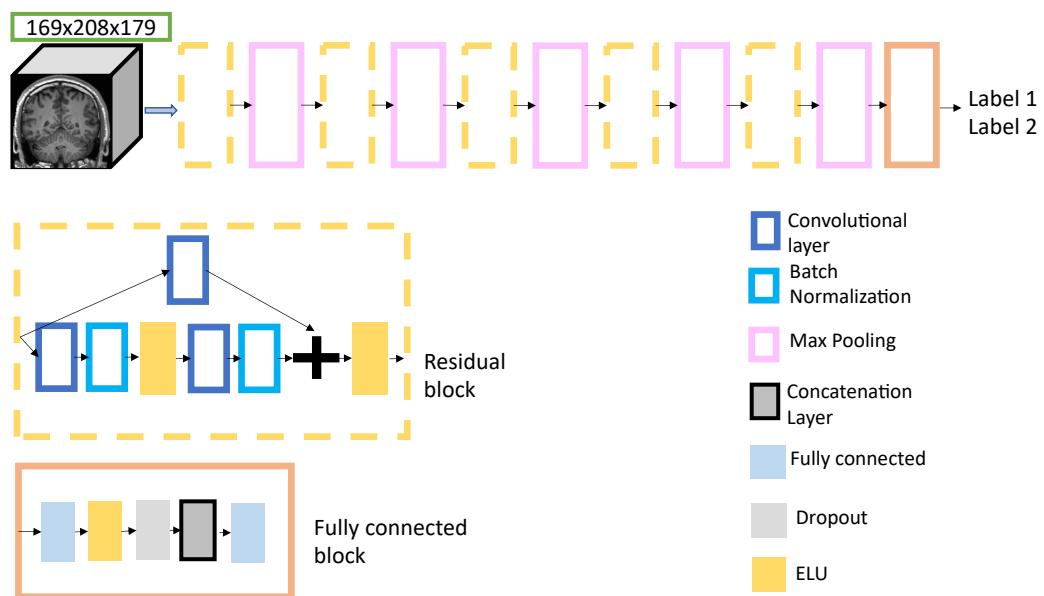 169x208x179
Label 1
Label 2
Residual
block
Fully connected
block
Convolutional
layer
Batch
Normalization
Max Pooling
Concatenation
Layer
Fully connected
Dropout
ELU